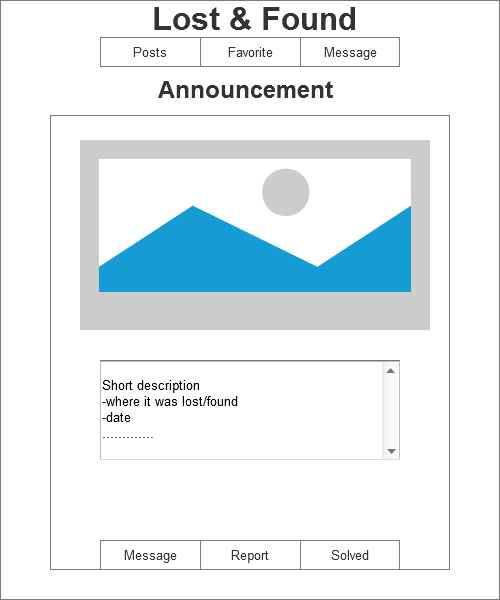 Lost & Found
Posts Favorite Message
Announcement
Short description
-where it was lost/found
-date
.............
Message Report Solved